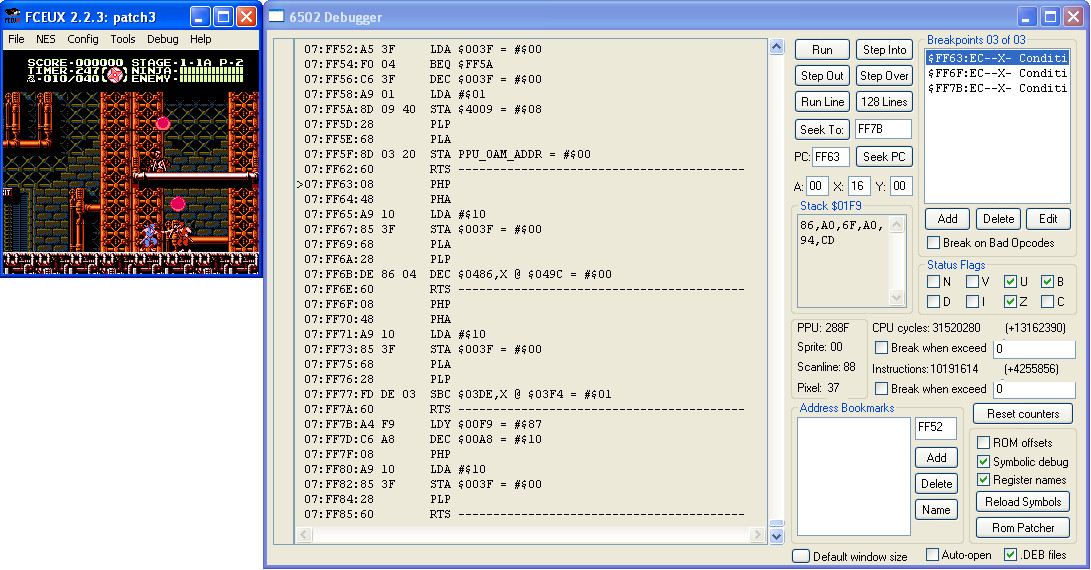 FCEUX 2.2.3: patch3
File NES Config Tools Debug Help
SCORE-000000 STAGE-1-1A P-2
TIMER-247 NINJA-
-010/040 ENEMY-
6502 Debugger
07:FF52:A5 3F LDA $003F = #$00
07:FF54:F0 04 BEQ $FF5A
07:FF56:C6 3F DEC $003F = #$00
07:FF58:A9 01 LDA #$01
07:FF5A:8D 09 40 STA $4009 = #$08
07:FF5D:28 PLP
07:FF5E:68 PLA
07:FF5F:8D 03 20 STA PPU_OAM_ADDR = #$00
07:FF62:60 RTS -----------------------------------------
>07:FF63:08 PHP
07:FF64:48 PHA
07:FF65:A9 10 LDA #$10
07:FF67:85 3F STA $003F = #$00
07:FF69:68 PLA
07:FF6A:28 PLP
07:FF6B:DE 86 04 DEC $0486,X @ $049C = #$00
07:FF6E:60 RTS -----------------------------------------
07:FF6F:08 PHP
07:FF70:48 PHA
07:FF71:A9 10 LDA #$10
07:FF73:85 3F STA $003F = #$00
07:FF75:68 PLA
07:FF76:28 PLP
07:FF77:FD DE 03 SBC $03DE,X @ $03F4 = #$01
07:FF7A:60 RTS -----------------------------------------
07:FF7B:A4 F9 LDY $00F9 = #$87
07:FF7D:C6 A8 DEC $00A8 = #$10
07:FF7F:08 PHP
07:FF80:A9 10 LDA #$10
07:FF82:85 3F STA $003F = #$00
07:FF84:28 PLP
07:FF85:60 RTS -----------------------------------------
Run Step Into
Step Out Step Over
Run Line 128 Lines
Seek To: FF7B
PC: FF63 Seek PC
A: 00 X: 16 Y: 00
Stack $01F9
86,A0,6F,A0,
94,CD
Breakpoints 03 of 03
$FF63:EC--X- Conditi
$FF6F:EC--X- Conditi
$FF7B:EC--X- Conditi
Add Delete Edit
Break on Bad Opcodes
Status Flags
N V U B
D I Z C
PPU: 288F
Sprite: 00
Scanline: 88
Pixel: 37
CPU cycles: 31520280 (+13162390)
Break when exceed 0
Instructions: 10191614 (+4255856)
Break when exceed 0
Address Bookmarks
FF52
Add
Delete
Name
Reset counters
ROM offsets
Symbolic debug
Register names
Reload Symbols
Rom Patcher
Default window size Auto-open .DEB files